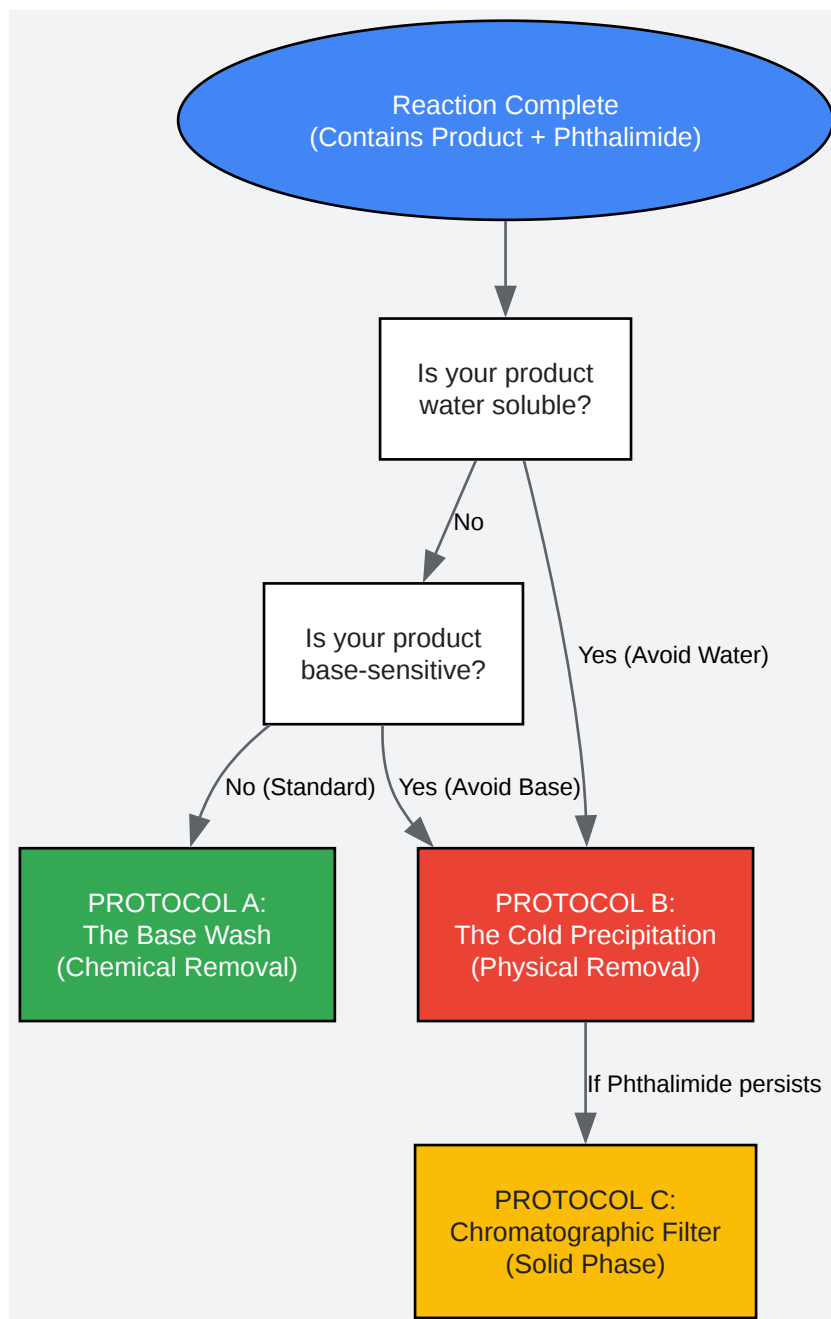 Reaction Complete
(Contains Product + Phthalimide)
Is your product
water soluble?
No
Is your product
base-sensitive?
Yes (Avoid Water)
No (Standard)
Yes (Avoid Base)
PROTOCOL A:
The Base Wash
(Chemical Removal)
PROTOCOL B:
The Cold Precipitation
(Physical Removal)
If Phthalimide persists
PROTOCOL C:
Chromatographic Filter
(Solid Phase)